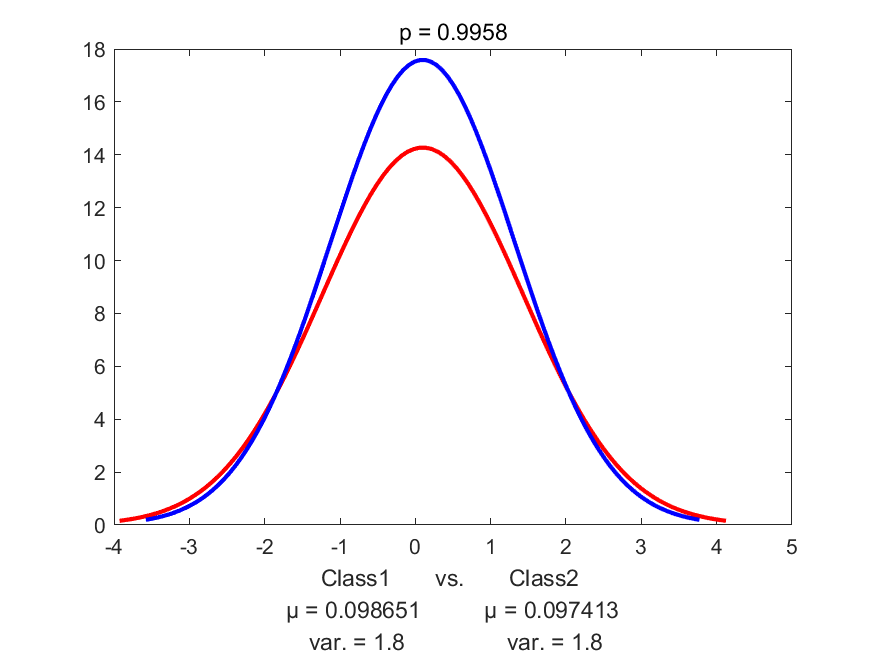 p = 0.9958
18
16
14
12
10
8
6
4
2
0
-4 -3 -2 -1 0 1 2 3 4 5
Class1 vs. Class2
μ = 0.098651 μ = 0.097413
var. = 1.8 var. = 1.8